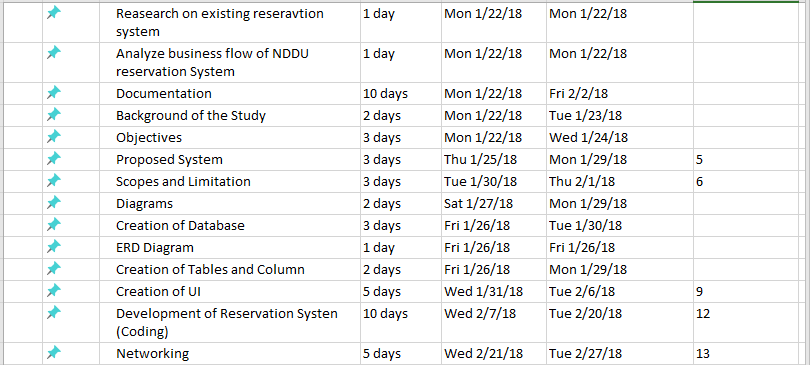 Reasearch on existing reseravtion 1 day Mon 1/22/18 Mon 1/22/18
system
Analyze business flow of NDDU 1 day Mon 1/22/18 Mon 1/22/18
reservation System
Documentation 10 days Mon 1/22/18 Fri 2/2/18
Background of the Study 2 days Mon 1/22/18 Tue 1/23/18
Objectives 3 days Mon 1/22/18 Wed 1/24/18
Proposed System 3 days Thu 1/25/18 Mon 1/29/18 5
Scopes and Limitation 3 days Tue 1/30/18 Thu 2/1/18 6
Diagrams 2 days Sat 1/27/18 Mon 1/29/18
Creation of Database 3 days Fri 1/26/18 Tue 1/30/18
ERD Diagram 1 day Fri 1/26/18 Fri 1/26/18
Creation of Tables and Column 2 days Fri 1/26/18 Mon 1/29/18
Creation of UI 5 days Wed 1/31/18 Tue 2/6/18 9
Development of Reservation Systen 10 days Wed 2/7/18 Tue 2/20/18 12
(Coding)
Networking 5 days Wed 2/21/18 Tue 2/27/18 13